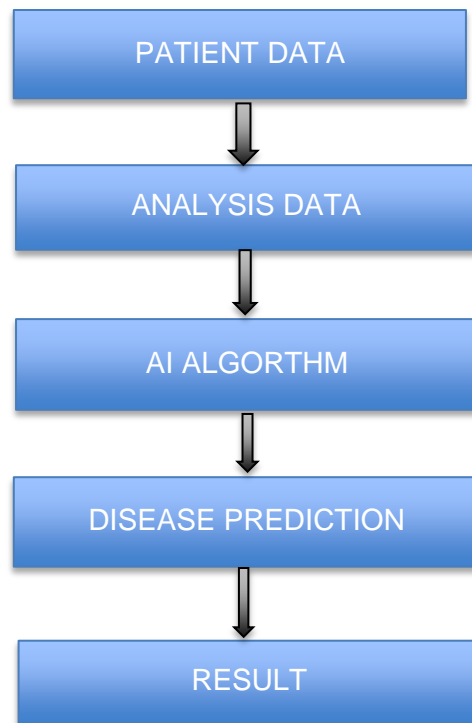 PATIENT DATA
ANALYSIS DATA
AI ALGORTHM
DISEASE PREDICTION
RESULT